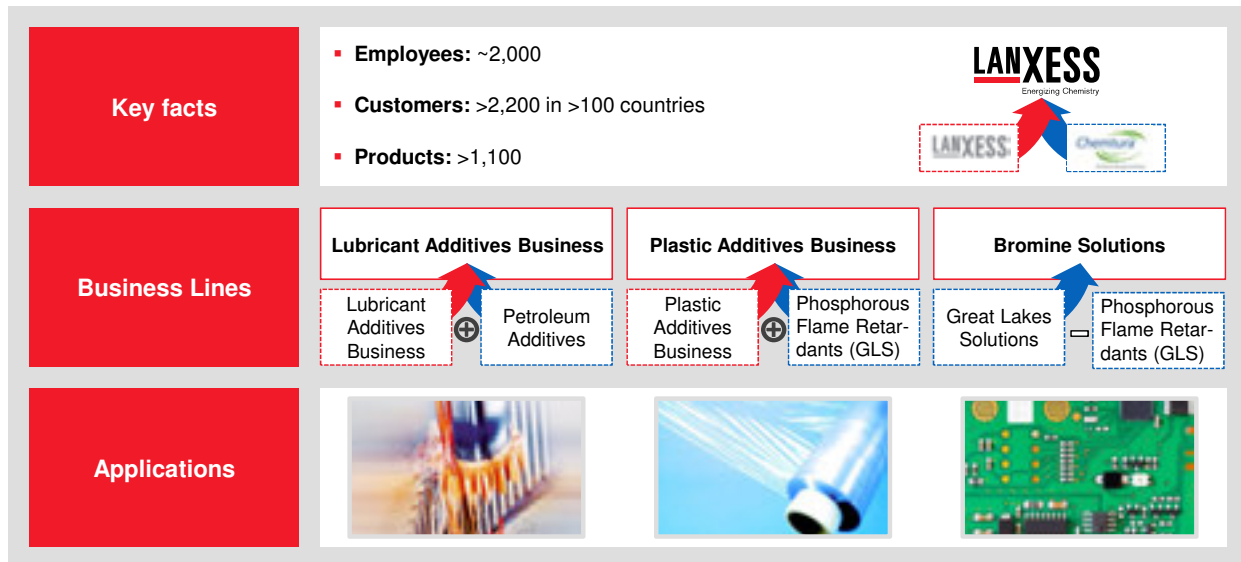 Key facts
▪ Employees: ~2,000
▪ Customers: >2,200 in >100 countries
▪ Products: >1,100
LANXESS
Energizing Chemistry
LANXESS
Chemtura
Business Lines
Lubricant Additives Business
Plastic Additives Business
Bromine Solutions
Lubricant
Additives
Business
+
Petroleum
Additives
Plastic
Additives
Business
+
Phosphorous
Flame Retar-
dants (GLS)
Great Lakes
Solutions
–
Phosphorous
Flame Retar-
dants (GLS)
Applications